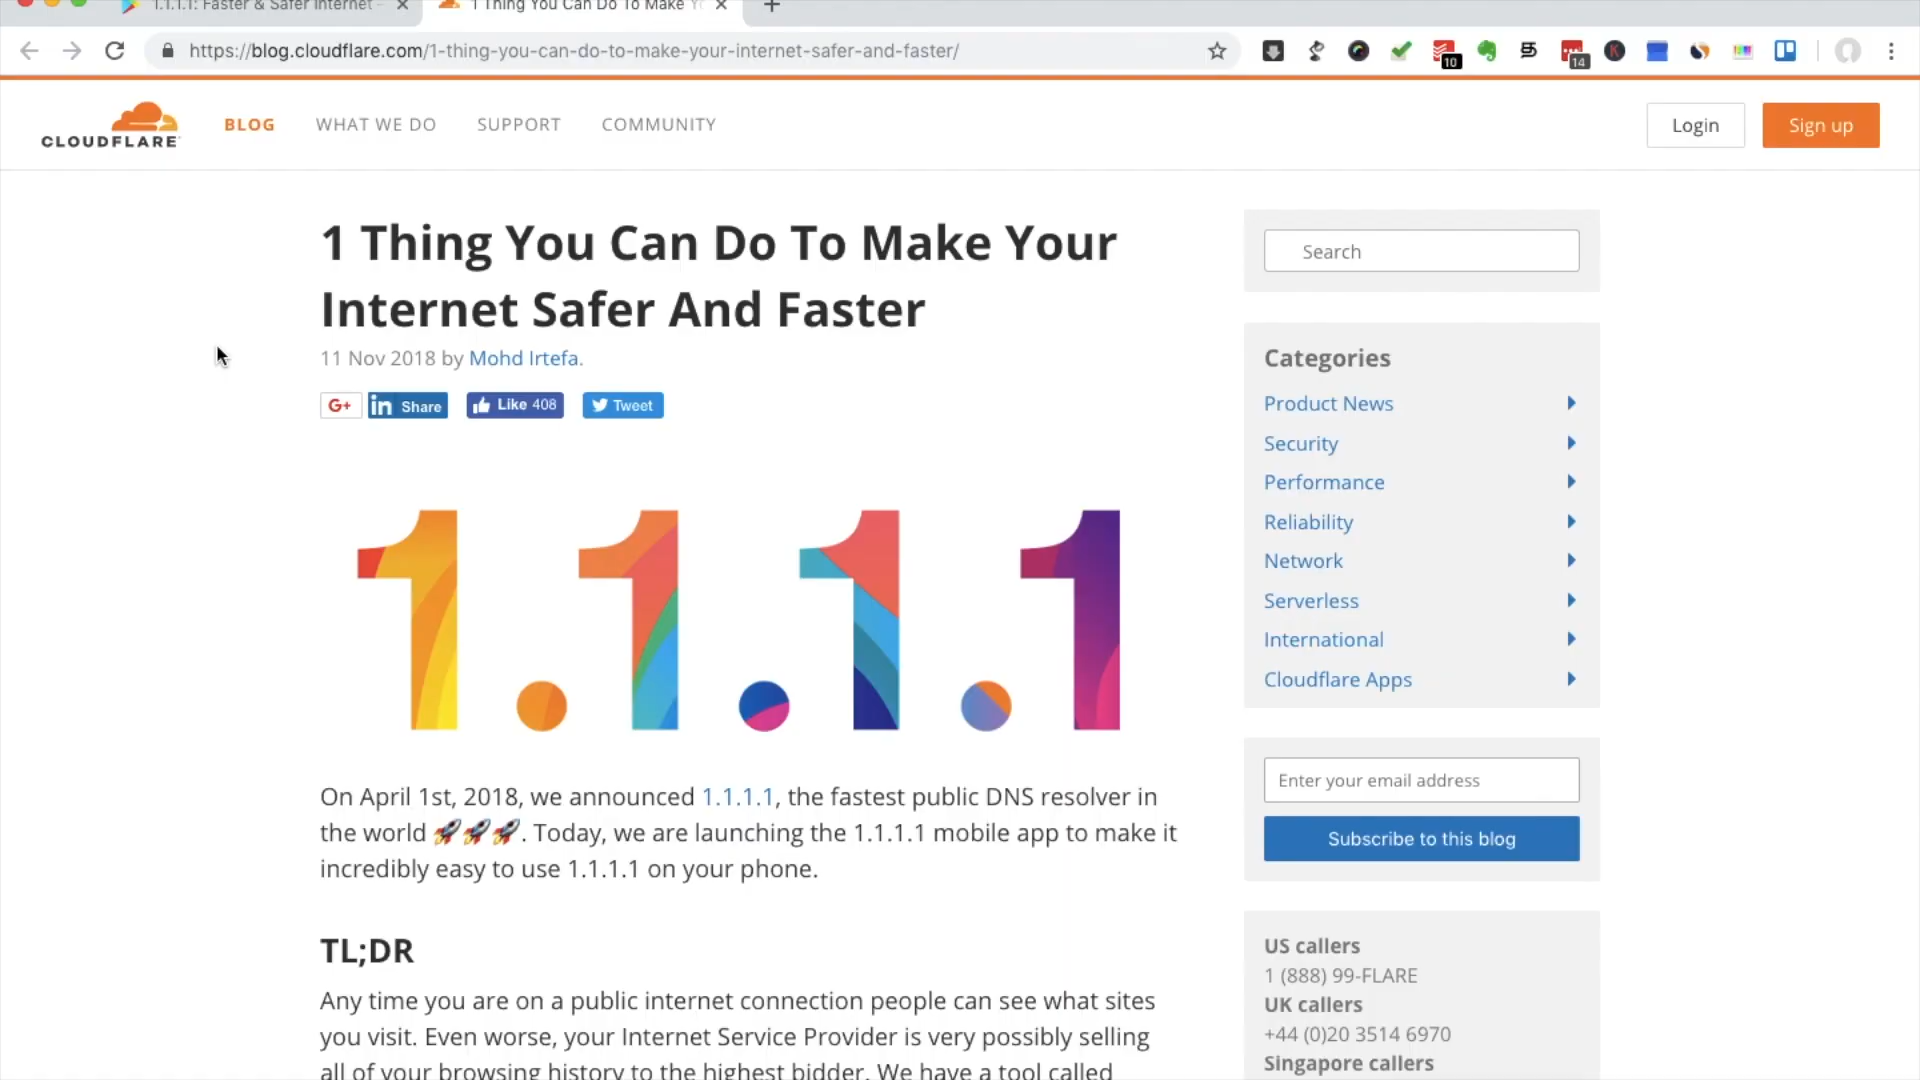 1.1.1.1: Faster & Safer Internet -
1 Thing You Can Do To Make Yo
https://blog.cloudflare.com/1-thing-you-can-do-to-make-your-internet-safer-and-faster/
10
14
K
CLOUDFLARE
BLOG
WHAT WE DO
SUPPORT
COMMUNITY
Login
Sign up
1 Thing You Can Do To Make Your
Internet Safer And Faster
11 Nov 2018 by Mohd Irtefa.
G+
in Share
Like 408
Tweet
1.1.1.1
On April 1st, 2018, we announced 1.1.1.1, the fastest public DNS resolver in
the world 🚀🚀🚀. Today, we are launching the 1.1.1.1 mobile app to make it
incredibly easy to use 1.1.1.1 on your phone.
TL;DR
Any time you are on a public internet connection people can see what sites
you visit. Even worse, your Internet Service Provider is very possibly selling
all of your browsing history to the highest bidder. We have a tool called
Search
Categories
Product News
Security
Performance
Reliability
Network
Serverless
International
Cloudflare Apps
Enter your email address
Subscribe to this blog
US callers
1 (888) 99-FLARE
UK callers
+44 (0)20 3514 6970
Singapore callers